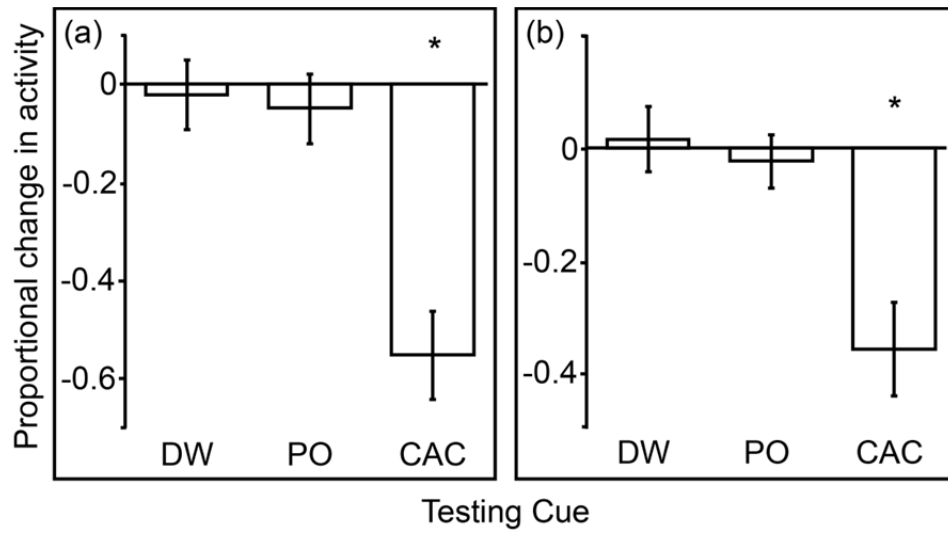 Proportional change in activity
(a)
*
0
-0.2
-0.4
-0.6
DW PO CAC
(b)
*
0
-0.2
-0.4
DW PO CAC
Testing Cue